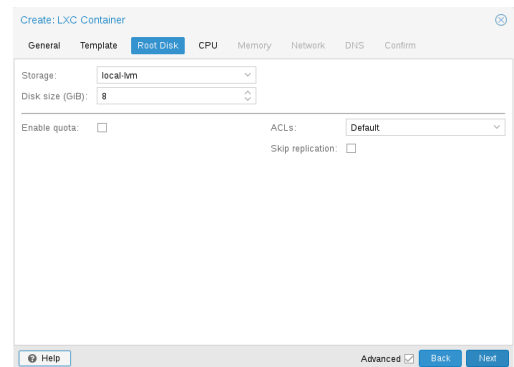 Create: LXC Container
General Template Root Disk CPU Memory Network DNS Confirm
Storage: local-lvm
Disk size (GiB): 8
Enable quota: ACLs: Default
Skip replication:
Help Advanced Back Next